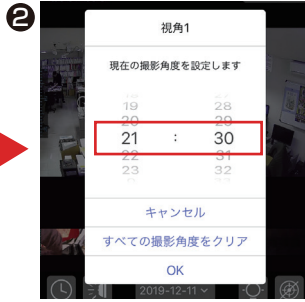 2
視角1
現在の撮影角度を設定します
19 28
20 29
21 : 30
22 31
23 32
キャンセル
すべての撮影角度をクリア
OK
2019-12-11